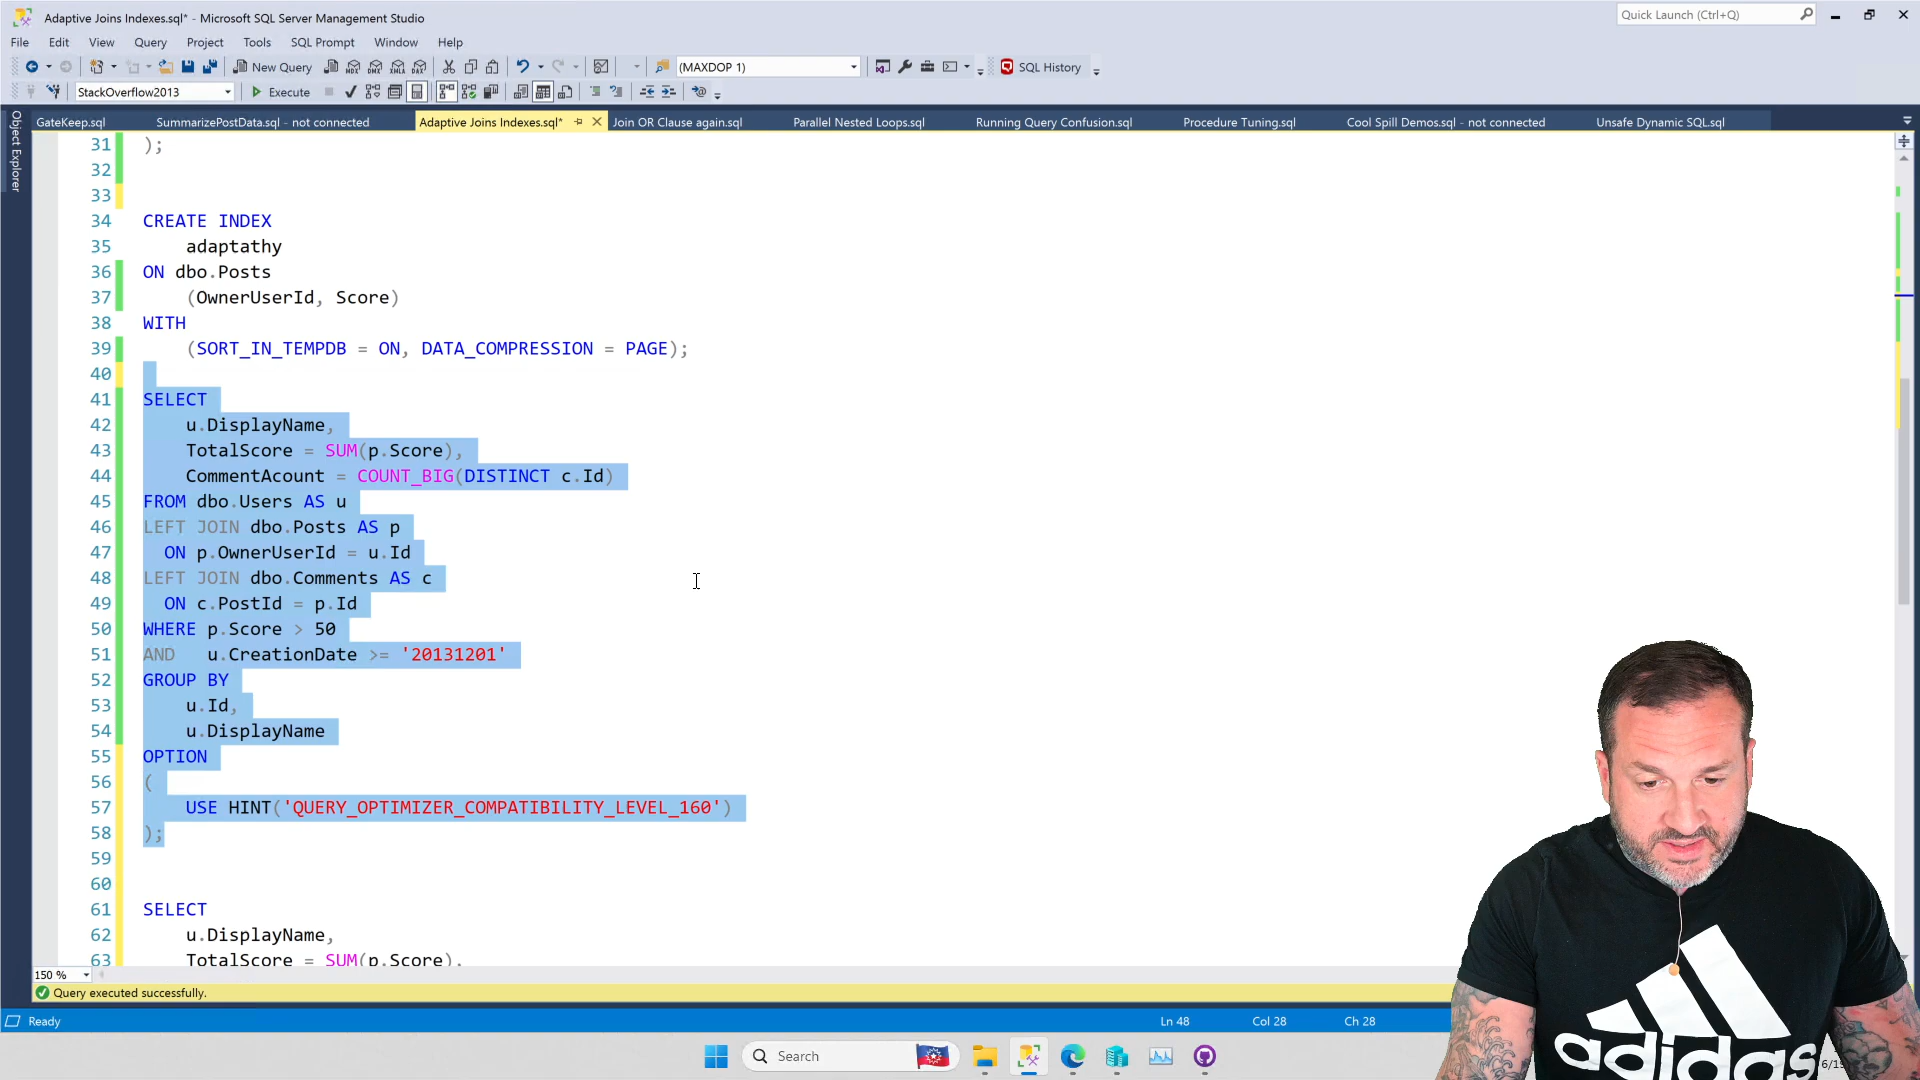 Adaptive Joins Indexes.sql* - Microsoft SQL Server Management Studio
Quick Launch (Ctrl+Q)
File Edit View Query Project Tools SQL Prompt Window Help
New Query (MAXDOP 1) SQL History
StackOverflow2013 Execute
GateKeep.sql SummarizePostData.sql - not connected Adaptive Joins Indexes.sql* Join OR Clause again.sql Parallel Nested Loops.sql Running Query Confusion.sql Procedure Tuning.sql Cool Spill Demos.sql - not connected Unsafe Dynamic SQL.sql
Object Explorer
31 );
32
33
34 CREATE INDEX
35 adaptathy
36 ON dbo.Posts
37 (OwnerUserId, Score)
38 WITH
39 (SORT_IN_TEMPDB = ON, DATA_COMPRESSION = PAGE);
40
41 SELECT
42 u.DisplayName,
43 TotalScore = SUM(p.Score),
44 CommentAcount = COUNT_BIG(DISTINCT c.Id)
45 FROM dbo.Users AS u
46 LEFT JOIN dbo.Posts AS p
47 ON p.OwnerUserId = u.Id
48 LEFT JOIN dbo.Comments AS c
49 ON c.PostId = p.Id
50 WHERE p.Score > 50
51 AND u.CreationDate >= '20131201'
52 GROUP BY
53 u.Id,
54 u.DisplayName
55 OPTION
56 (
57 USE HINT('QUERY_OPTIMIZER_COMPATIBILITY_LEVEL_160')
58 );
59
60
61 SELECT
62 u.DisplayName,
63 TotalScore = SUM(p.Score),
150 %
Query executed successfully.
Ready Ln 48 Col 28 Ch 28
Search
adidas